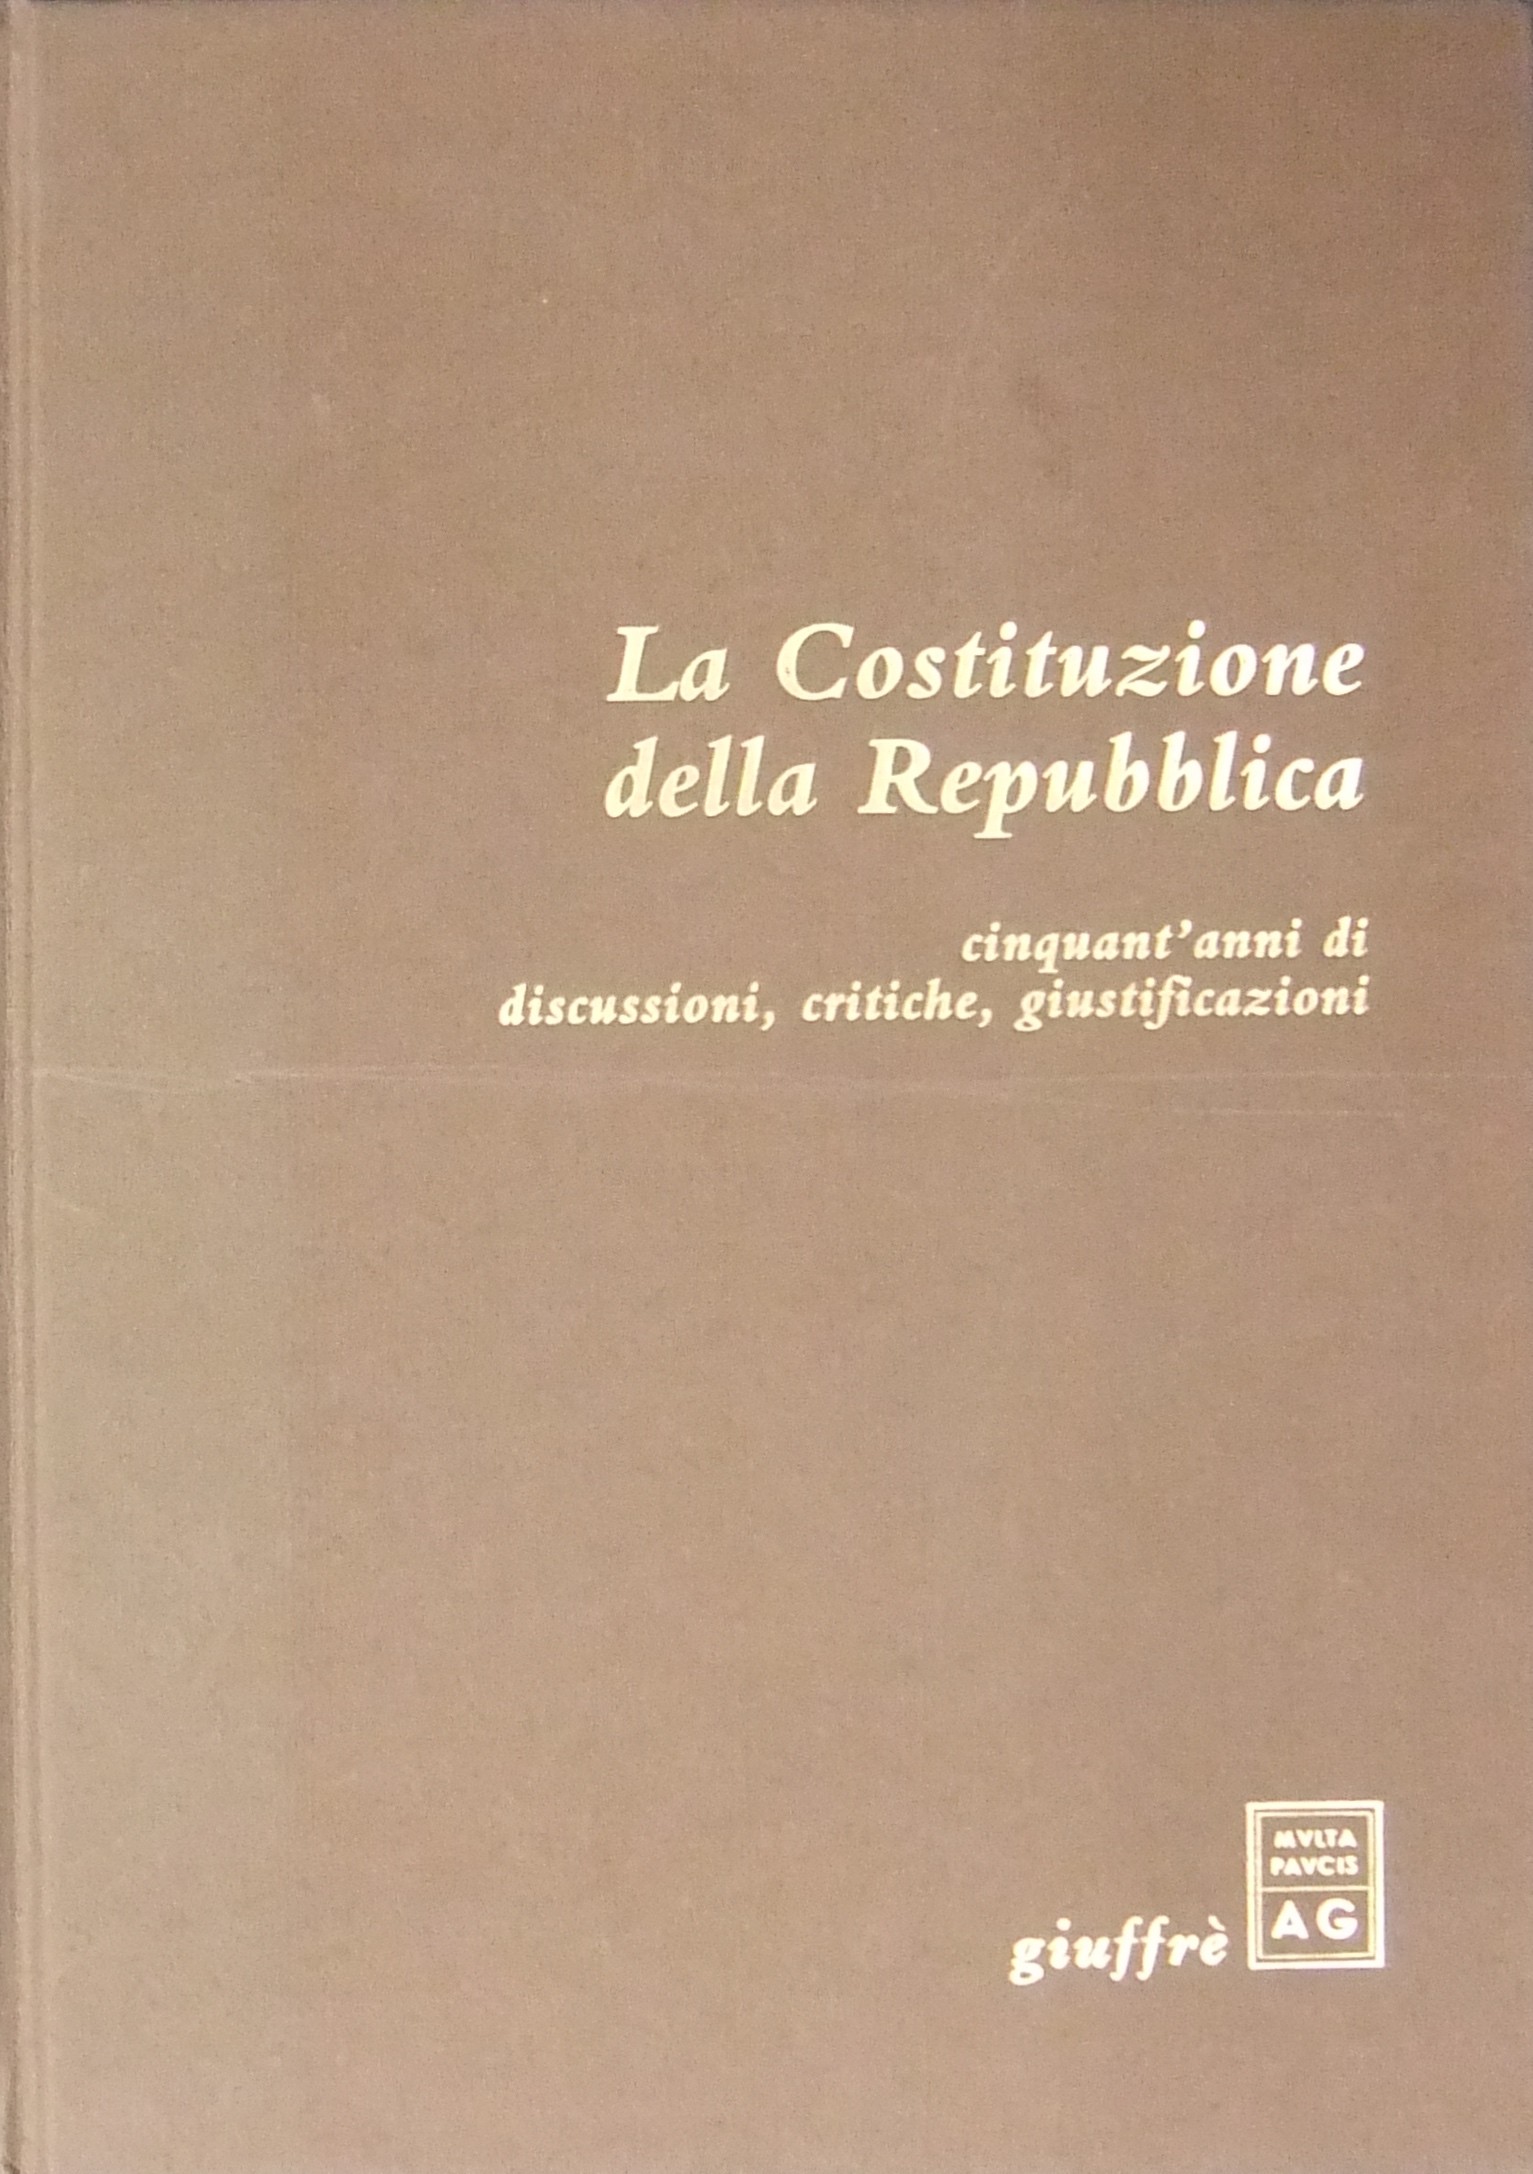 La Costituzione
della Repubblica
cinquant'anni di
discussioni, critiche, giustificazioni
giuffrè
MVLTA
PAVCIS
AG